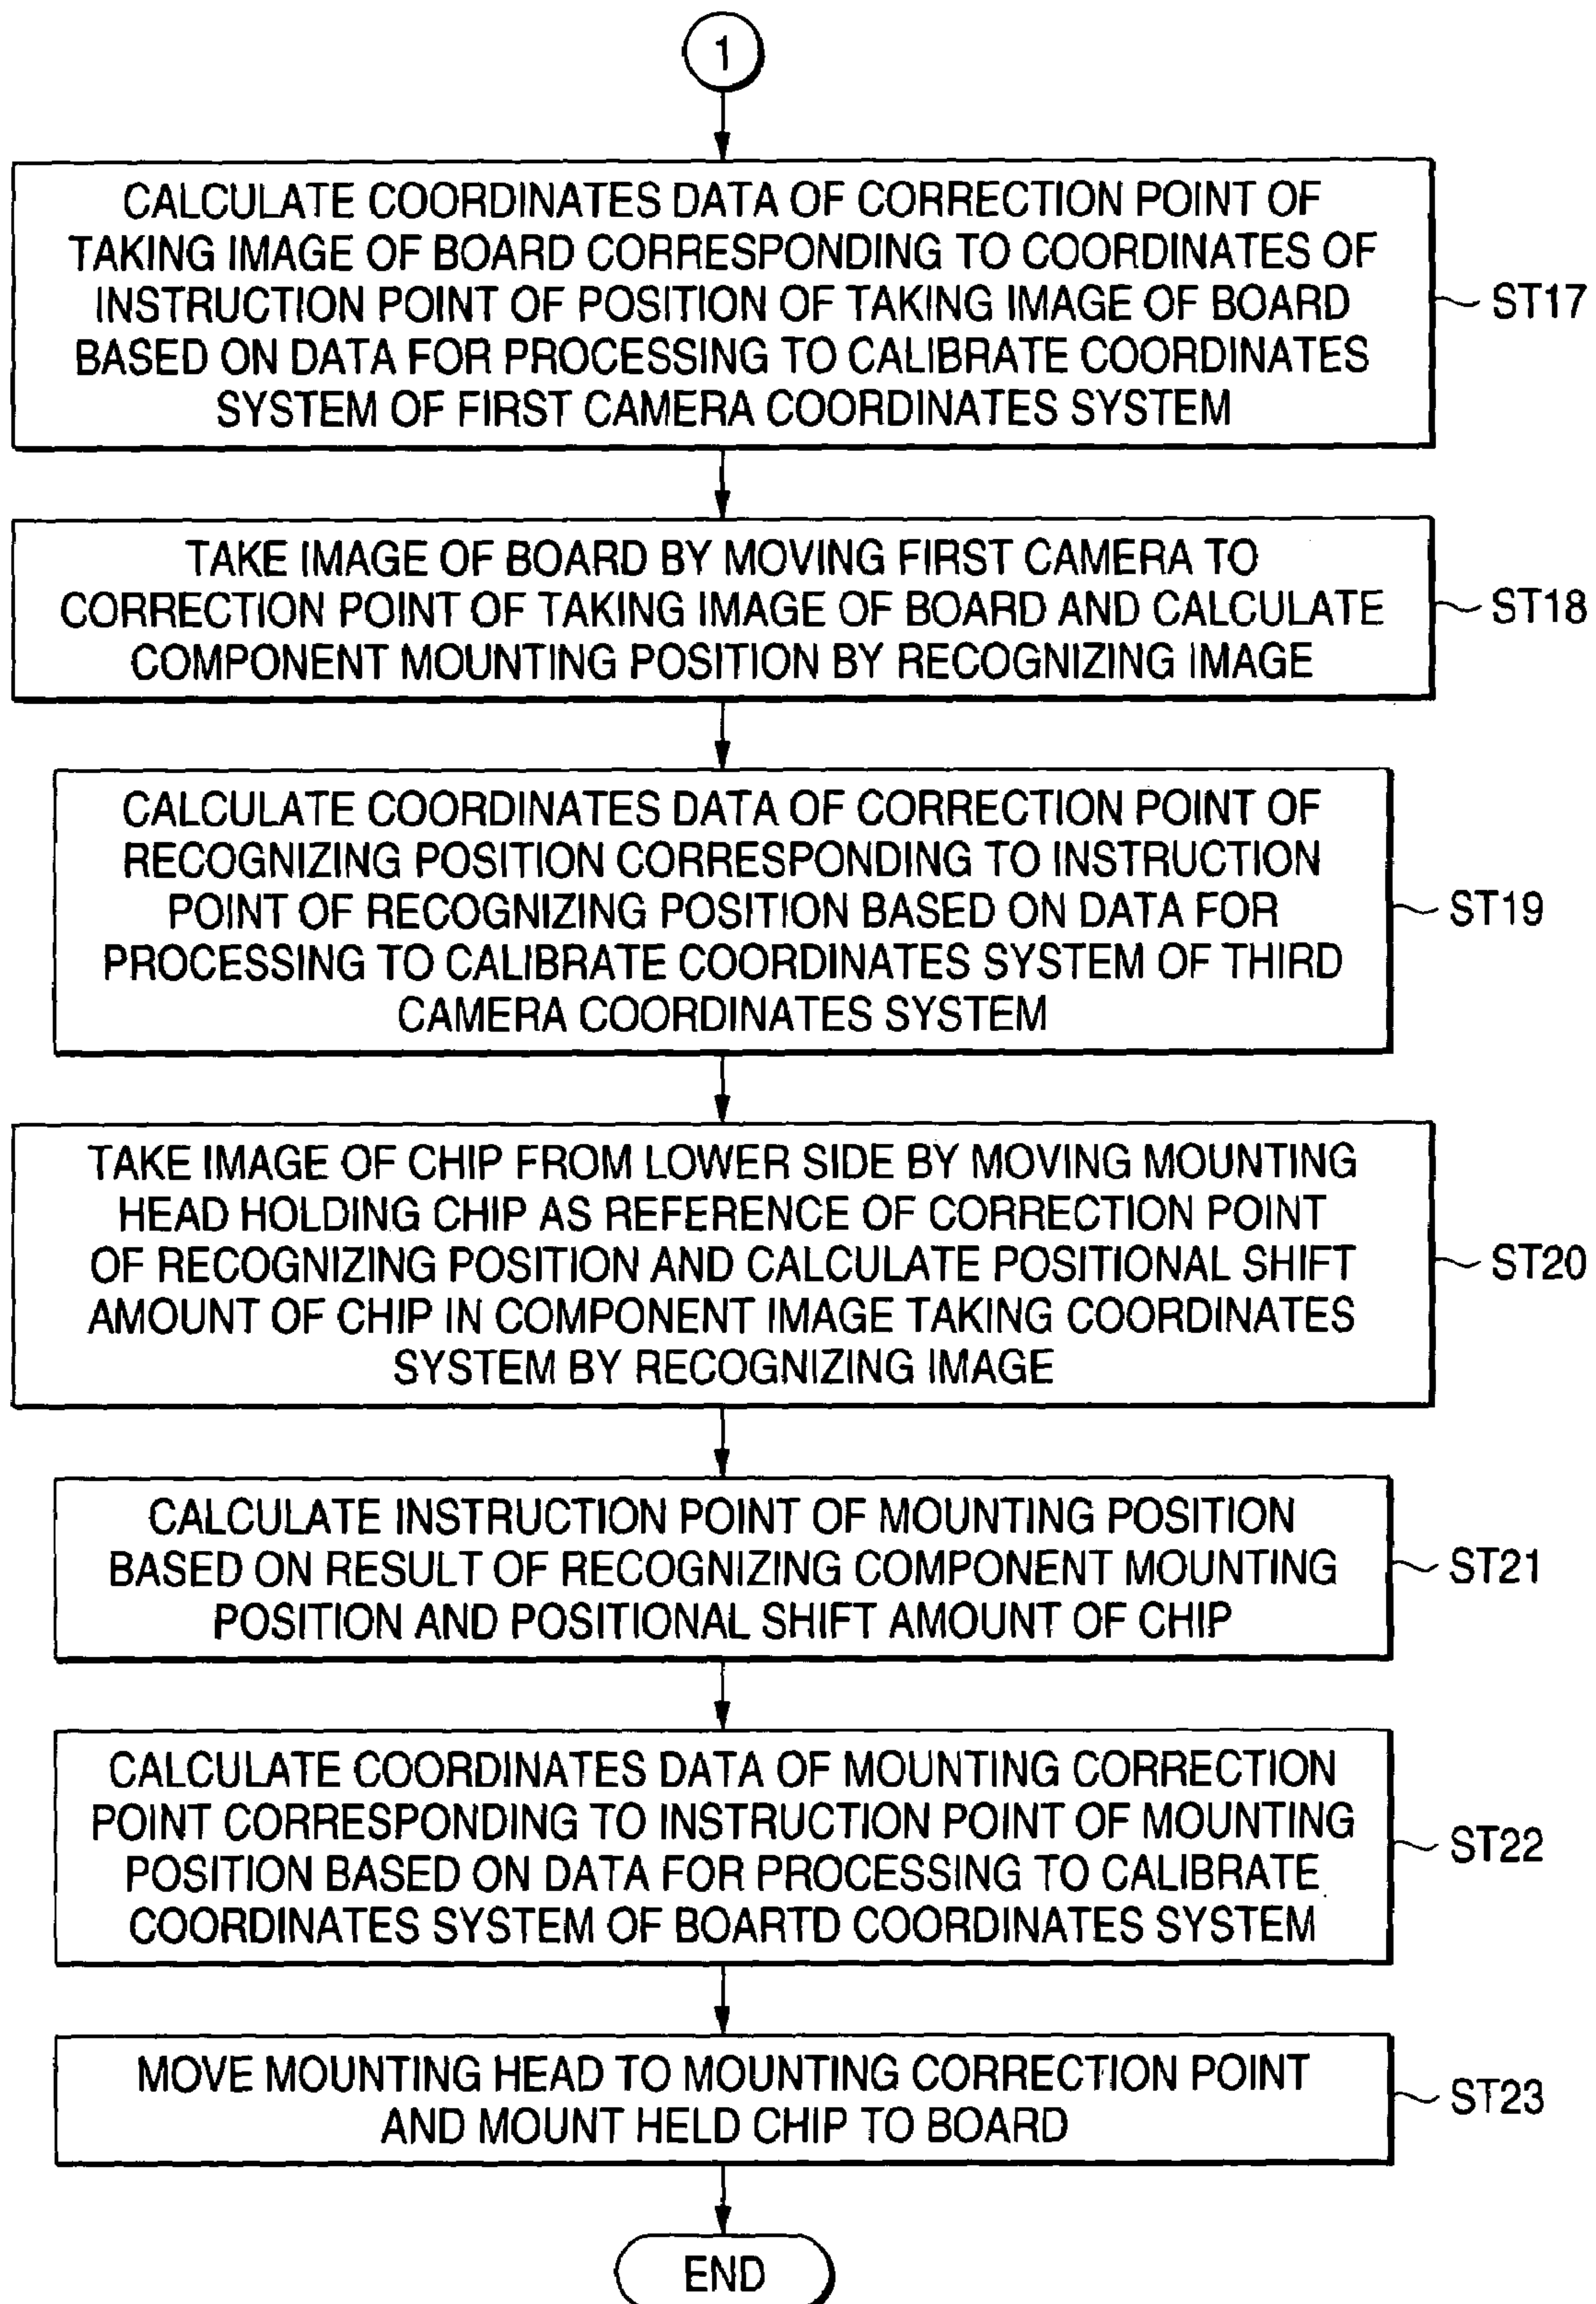 1
CALCULATE COORDINATES DATA OF CORRECTION POINT OF
TAKING IMAGE OF BOARD CORRESPONDING TO COORDINATES OF
INSTRUCTION POINT OF POSITION OF TAKING IMAGE OF BOARD
BASED ON DATA FOR PROCESSING TO CALIBRATE COORDINATES
SYSTEM OF FIRST CAMERA COORDINATES SYSTEM
ST17
TAKE IMAGE OF BOARD BY MOVING FIRST CAMERA TO
CORRECTION POINT OF TAKING IMAGE OF BOARD AND CALCULATE
COMPONENT MOUNTING POSITION BY RECOGNIZING IMAGE
ST18
CALCULATE COORDINATES DATA OF CORRECTION POINT OF
RECOGNIZING POSITION CORRESPONDING TO INSTRUCTION
POINT OF RECOGNIZING POSITION BASED ON DATA FOR
PROCESSING TO CALIBRATE COORDINATES SYSTEM OF THIRD
CAMERA COORDINATES SYSTEM
ST19
TAKE IMAGE OF CHIP FROM LOWER SIDE BY MOVING MOUNTING
HEAD HOLDING CHIP AS REFERENCE OF CORRECTION POINT
OF RECOGNIZING POSITION AND CALCULATE POSITIONAL SHIFT
AMOUNT OF CHIP IN COMPONENT IMAGE TAKING COORDINATES
SYSTEM BY RECOGNIZING IMAGE
ST20
CALCULATE INSTRUCTION POINT OF MOUNTING POSITION
BASED ON RESULT OF RECOGNIZING COMPONENT MOUNTING
POSITION AND POSITIONAL SHIFT AMOUNT OF CHIP
ST21
CALCULATE COORDINATES DATA OF MOUNTING CORRECTION
POINT CORRESPONDING TO INSTRUCTION POINT OF MOUNTING
POSITION BASED ON DATA FOR PROCESSING TO CALIBRATE
COORDINATES SYSTEM OF BOARTD COORDINATES SYSTEM
ST22
MOVE MOUNTING HEAD TO MOUNTING CORRECTION POINT
AND MOUNT HELD CHIP TO BOARD
ST23
END